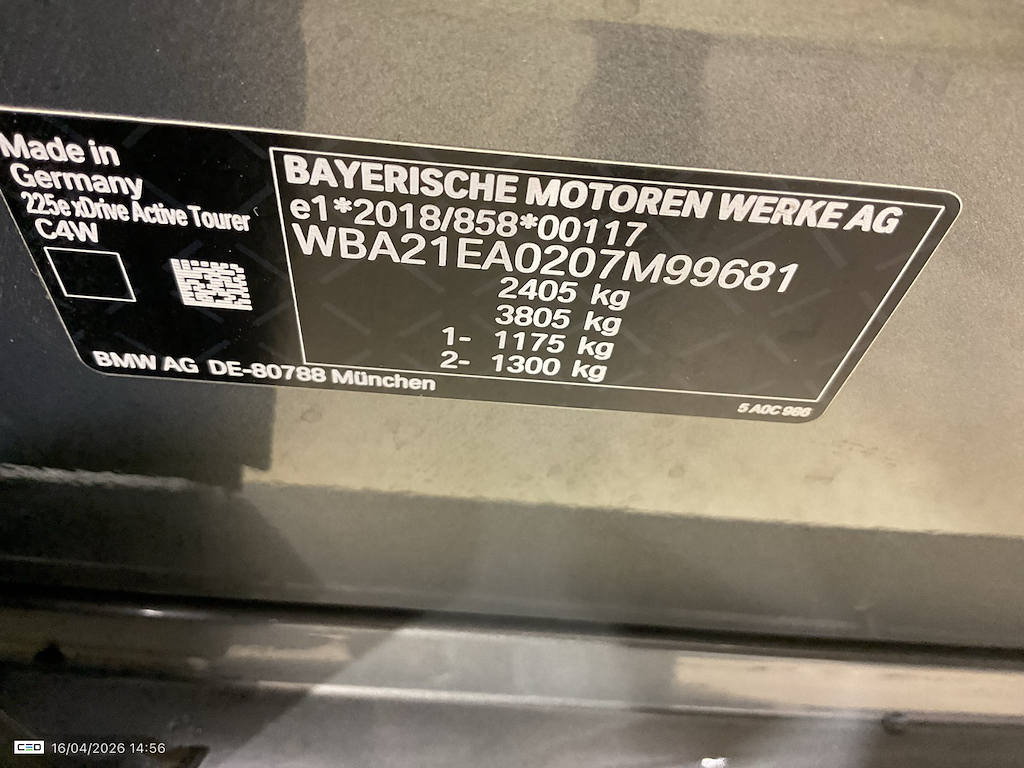 Made in
Germany
225e xDrive Active Tourer
C4W
BMW AG DE-80788 München
BAYERISCHE MOTOREN WERKE AG
e1*2018/858*00117
WBA21EA0207M99681
2405 kg
3805 kg
1- 1175 kg
2- 1300 kg
5 A0C 966
CEO 16/04/2026 14:56